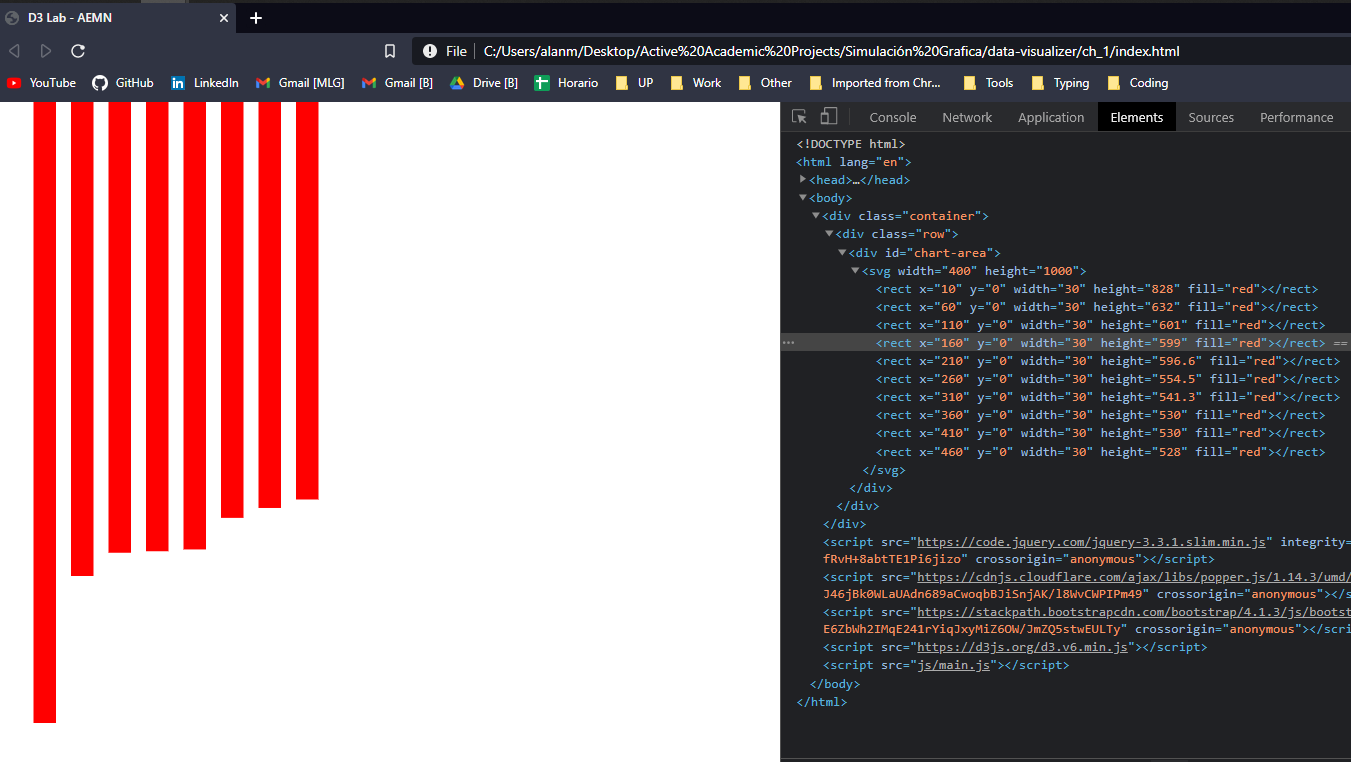 D3 Lab - AEMN
File C:/Users/alanm/Desktop/Active%20Academic%20Projects/Simulación%20Grafica/data-visualizer/ch_1/index.html
YouTube GitHub LinkedIn Gmail [MLG] Gmail [B] Drive [B] Horario UP Work Other Imported from Chr... Tools Typing Coding
Console Network Application Elements Sources Performance
<!DOCTYPE html>
<html lang="en">
<head>…</head>
<body>
<div class="container">
<div class="row">
<div id="chart-area">
<svg width="400" height="1000">
<rect x="10" y="0" width="30" height="828" fill="red"></rect>
<rect x="60" y="0" width="30" height="632" fill="red"></rect>
<rect x="110" y="0" width="30" height="601" fill="red"></rect>
<rect x="160" y="0" width="30" height="599" fill="red"></rect> ==
<rect x="210" y="0" width="30" height="596.6" fill="red"></rect>
<rect x="260" y="0" width="30" height="554.5" fill="red"></rect>
<rect x="310" y="0" width="30" height="541.3" fill="red"></rect>
<rect x="360" y="0" width="30" height="530" fill="red"></rect>
<rect x="410" y="0" width="30" height="530" fill="red"></rect>
<rect x="460" y="0" width="30" height="528" fill="red"></rect>
</svg>
</div>
</div>
</div>
<script src="https://code.jquery.com/jquery-3.3.1.slim.min.js" integrity=
fRvH+8abtTE1Pi6jizo" crossorigin="anonymous"></script>
<script src="https://cdnjs.cloudflare.com/ajax/libs/popper.js/1.14.3/umd/
J46jBk0WLaUAdn689aCwoqbBJiSnjAK/l8WvCWPIPm49" crossorigin="anonymous"></s
<script src="https://stackpath.bootstrapcdn.com/bootstrap/4.1.3/js/bootst
E6ZbWh2IMqE241rYiqJxyMiZ6OW/JmZQ5stwEULTy" crossorigin="anonymous"></scri
<script src="https://d3js.org/d3.v6.min.js"></script>
<script src="js/main.js"></script>
</body>
</html>